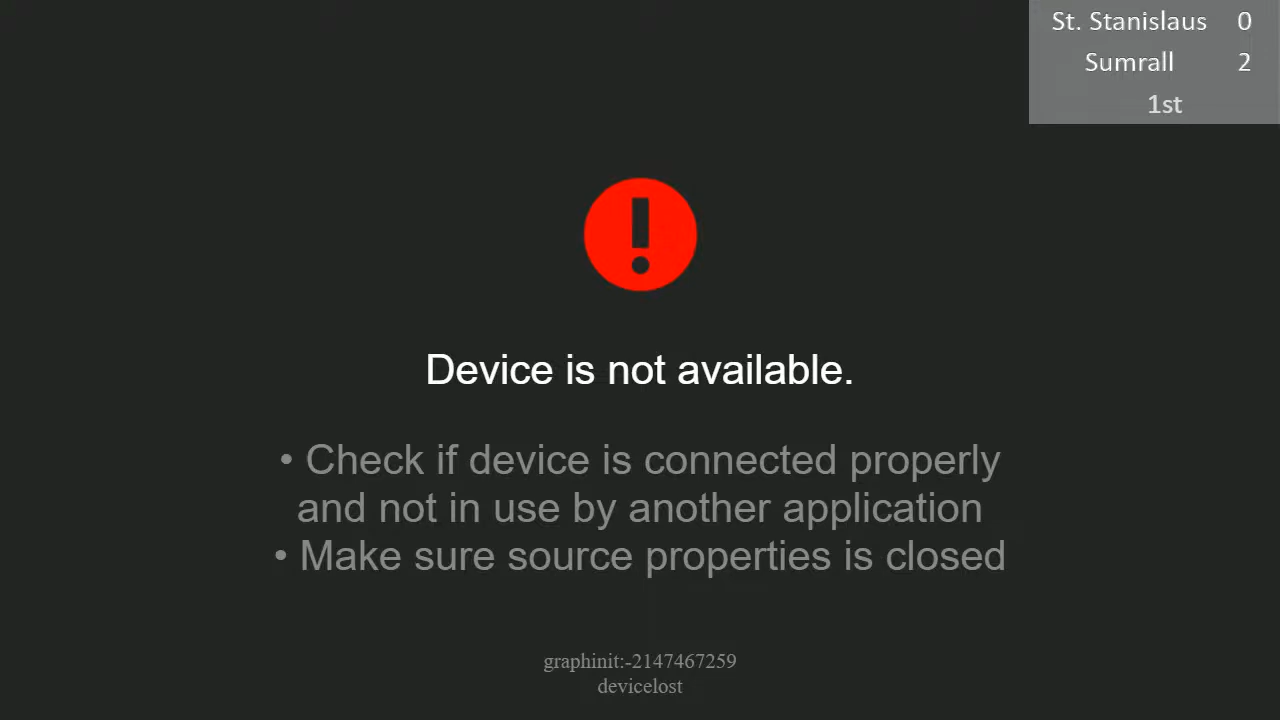 St. Stanislaus 0
Sumrall 2
1st
!
Device is not available.
• Check if device is connected properly
and not in use by another application
• Make sure source properties is closed
graphinit:-2147467259
devicelost